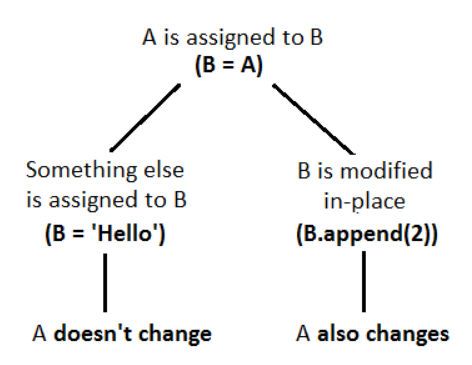 A is assigned to B
(B = A)
Something else
is assigned to B
(B = 'Hello')
B is modified
in-place
(B.append(2))
A doesn't change
A also changes